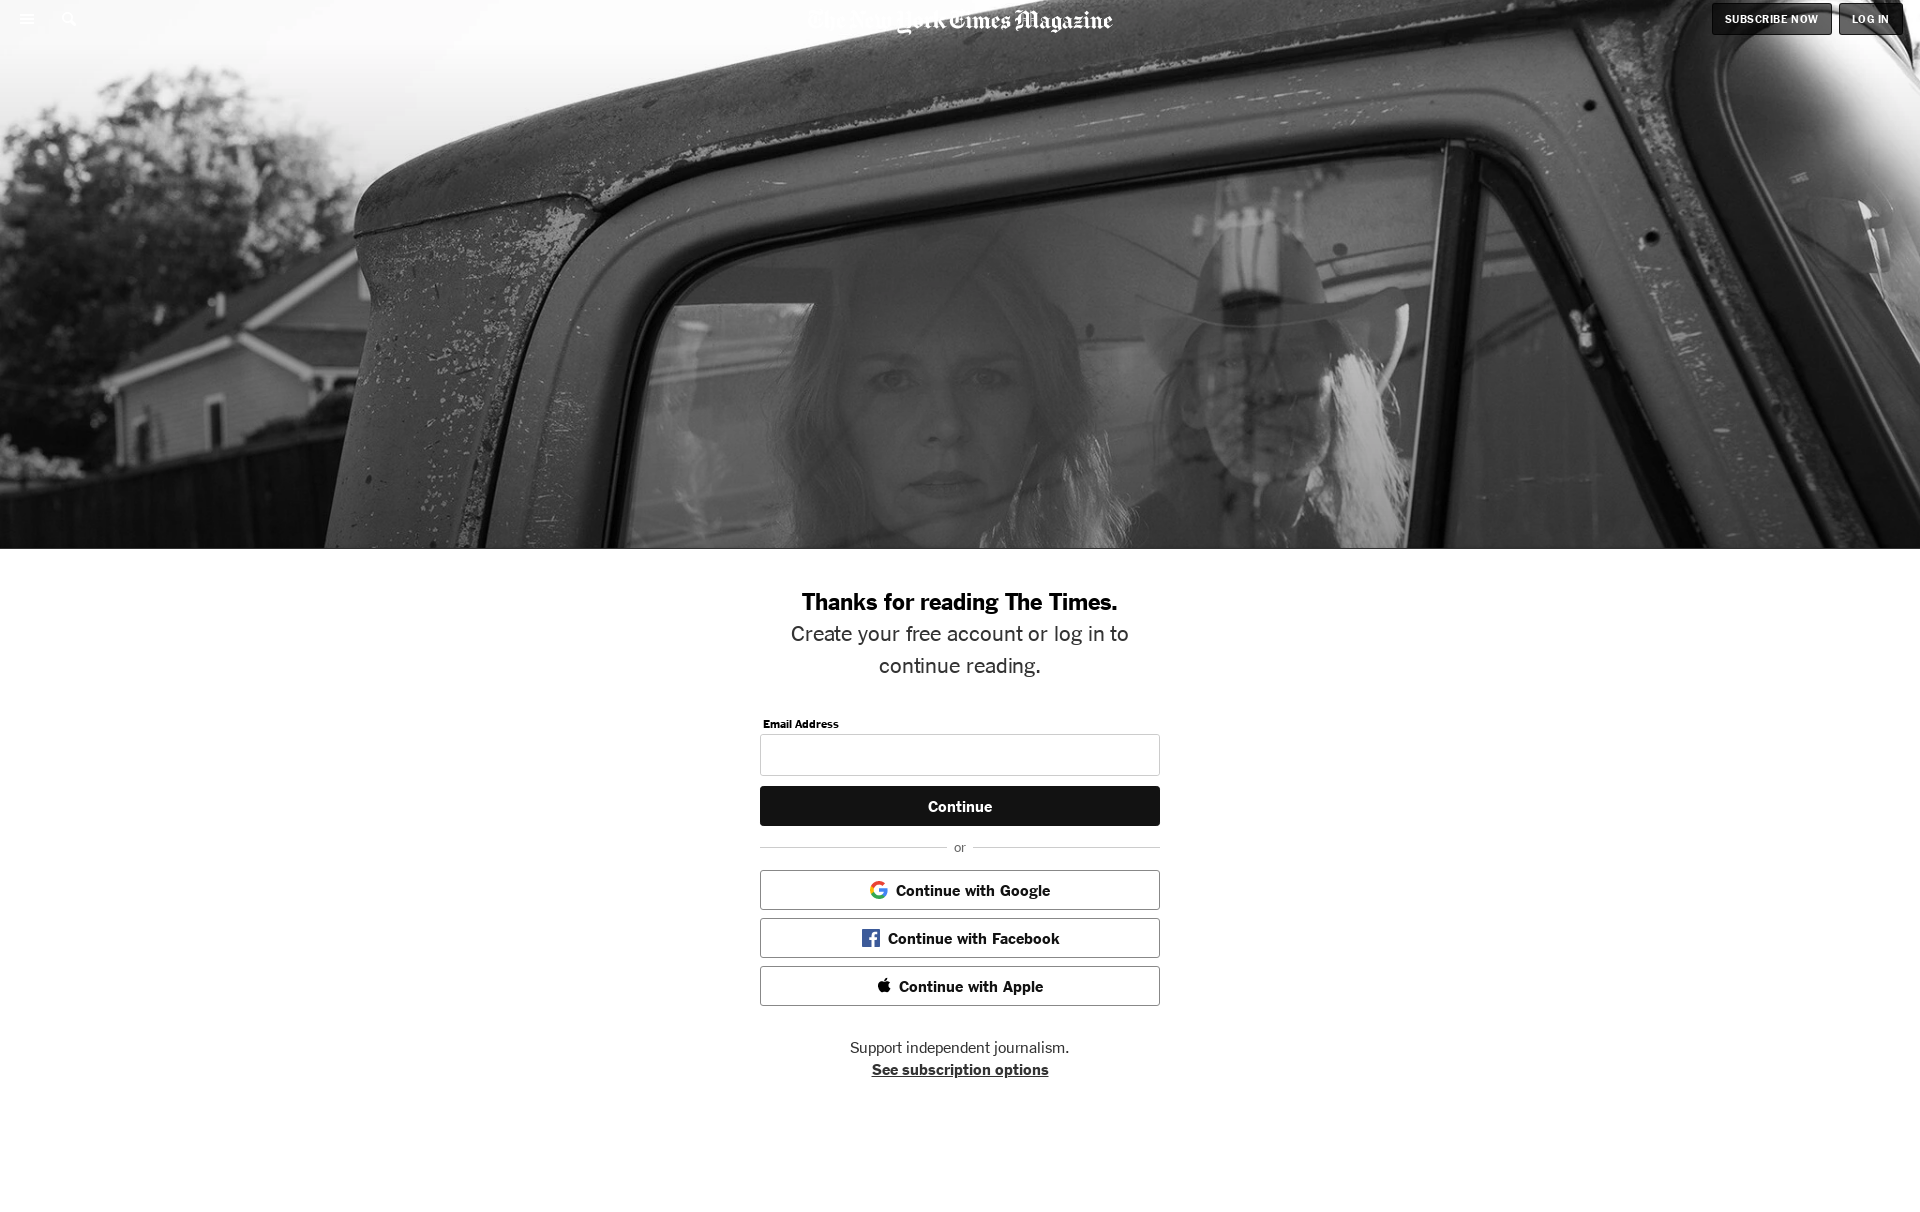 The New York Times Magazine
SUBSCRIBE NOW
LOG IN
Thanks for reading The Times.
Create your free account or log in to
continue reading.
Email Address
Continue
or
Continue with Google
Continue with Facebook
Continue with Apple
Support independent journalism.
See subscription options